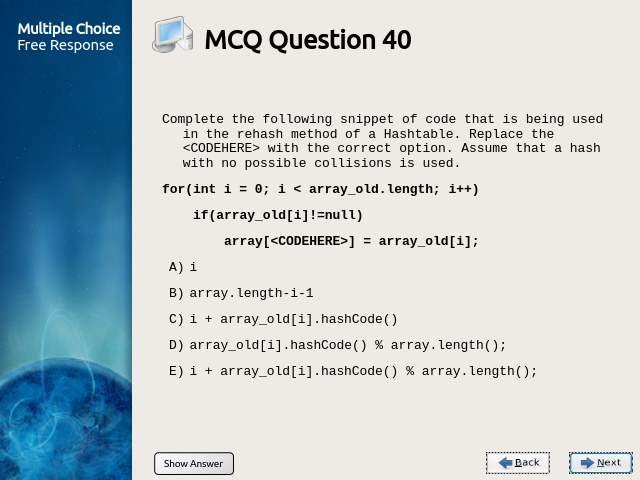 Multiple Choice
Free Response
MCQ Question 40
Complete the following snippet of code that is being used
in the rehash method of a Hashtable. Replace the
<CODEHERE> with the correct option. Assume that a hash
with no possible collisions is used.
for(int i = 0; i < array_old.length; i++)
if(array_old[i]!=null)
array[<CODEHERE>] = array_old[i];
A) i
B) array.length-i-1
C) i + array_old[i].hashCode()
D) array_old[i].hashCode() % array.length();
E) i + array_old[i].hashCode() % array.length();
Show Answer
Back
Next